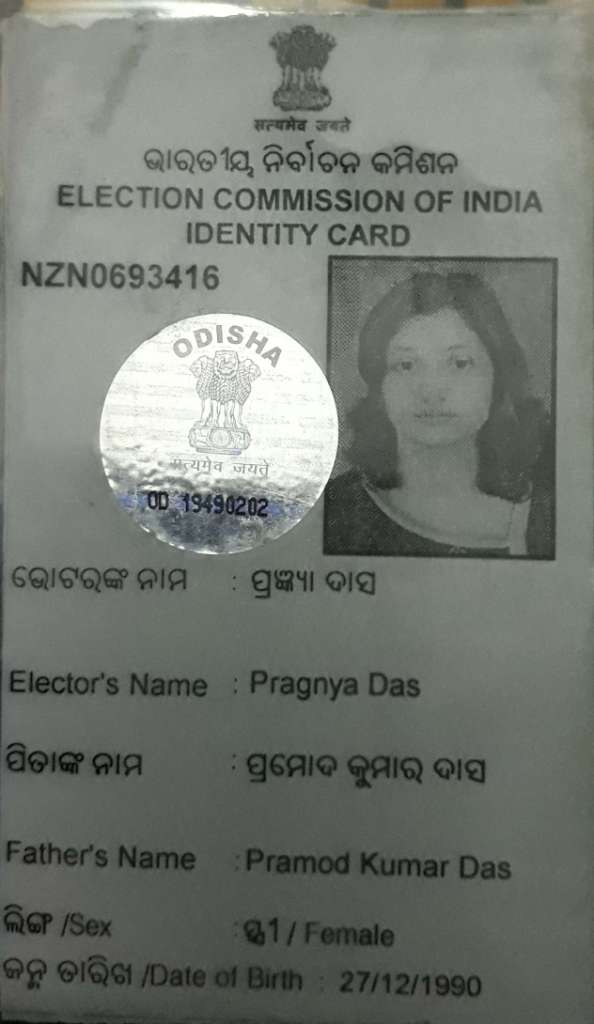 सत्यमेव जयते
ଭାରତୀୟ ନିର୍ବାଚନ କମିଶନ
ELECTION COMMISSION OF INDIA
IDENTITY CARD
NZN0693416
ODISHA
सत्यमेव जयते
OD 19490202
ଭୋଟରଙ୍କ ନାମ : ପ୍ରଜ୍ଞ୍ୟା ଦାସ
Elector's Name : Pragnya Das
ପିତାଙ୍କ ନାମ : ପ୍ରମୋଦ କୁମାର ଦାସ
Father's Name : Pramod Kumar Das
ଲିଙ୍ଗ /Sex : ସ୍ତ୍ରୀ / Female
ଜନ୍ମ ତାରିଖ /Date of Birth : 27/12/1990